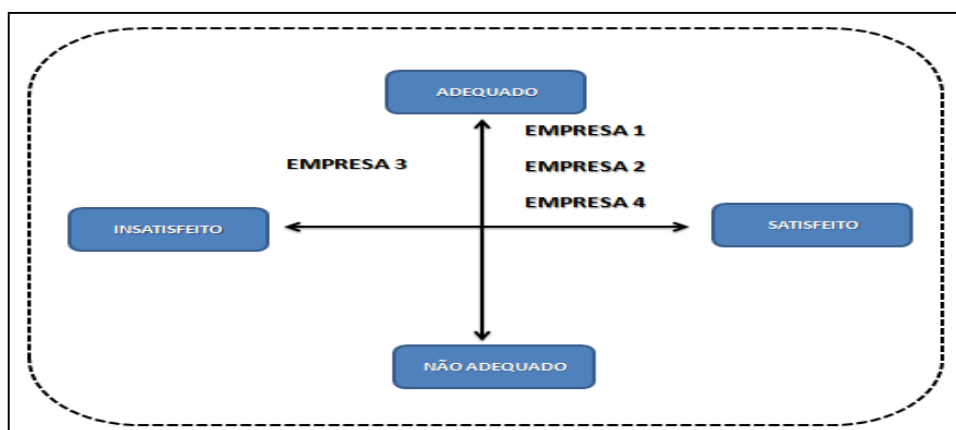 ADEQUADO
EMPRESA 1
EMPRESA 3
EMPRESA 2
EMPRESA 4
INSATISFEITO
SATISFEITO
NÃO ADEQUADO